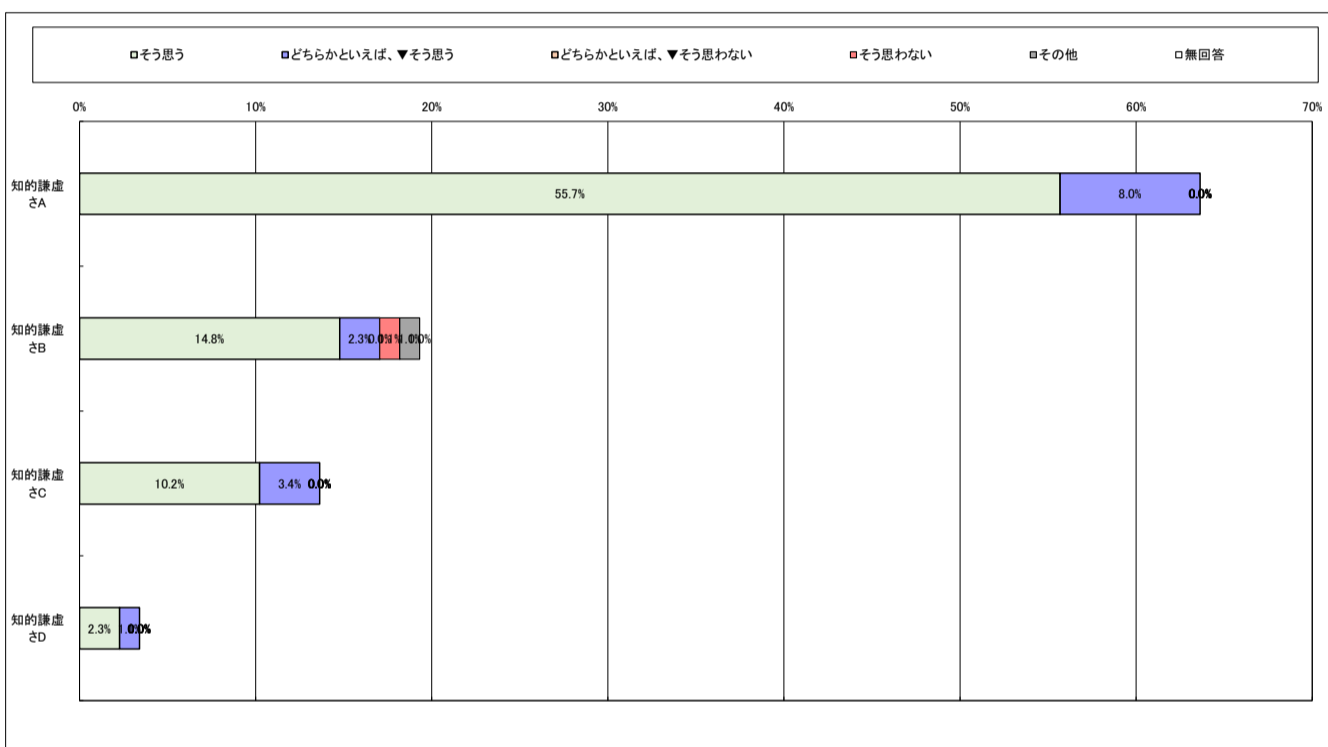 そう思う どちらかといえば、▼そう思う どちらかといえば、▼そう思わない そう思わない その他 無回答
0% 10% 20% 30% 40% 50% 60% 70%
知的謙虚
さA
55.7% 8.0% 0.0%
知的謙虚
さB
14.8% 2.3%
知的謙虚
さC
10.2% 3.4% 0.0%
知的謙虚
さD
2.3% 0.0%